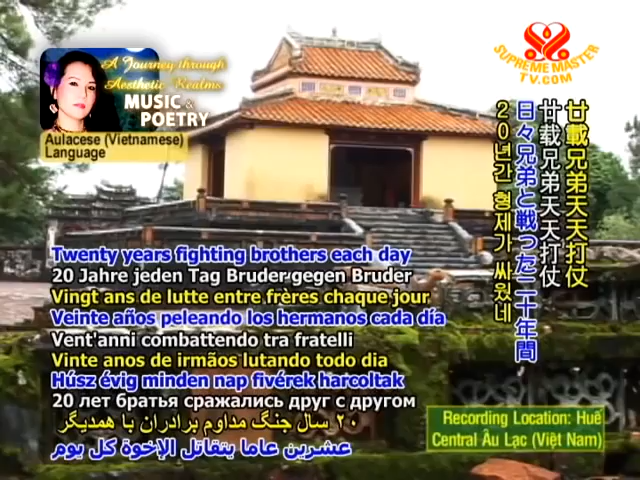 A Journey through
Aesthetic Realms
MUSIC &
POETRY
Aulacese (Vietnamese)
Language
SUPREME MASTER
TV.COM
廿載兄弟天天打仗
廿载兄弟天天打仗
日々兄弟と戦った二十年間
20년간 형제가 싸웠네
Twenty years fighting brothers each day
20 Jahre jeden Tag Bruder gegen Bruder
Vingt ans de lutte entre frères chaque jour
Veinte años peleando los hermanos cada día
Vent'anni combattendo tra fratelli
Vinte anos de irmãos lutando todo dia
Húsz évig minden nap fivérek harcoltak
20 лет братья сражались друг с другом
۲۰ سال جنگ مداوم برادران با همدیگر
عشرين عاما يتقاتل الإخوة كل يوم
Recording Location: Huế
Central Âu Lạc (Việt Nam)